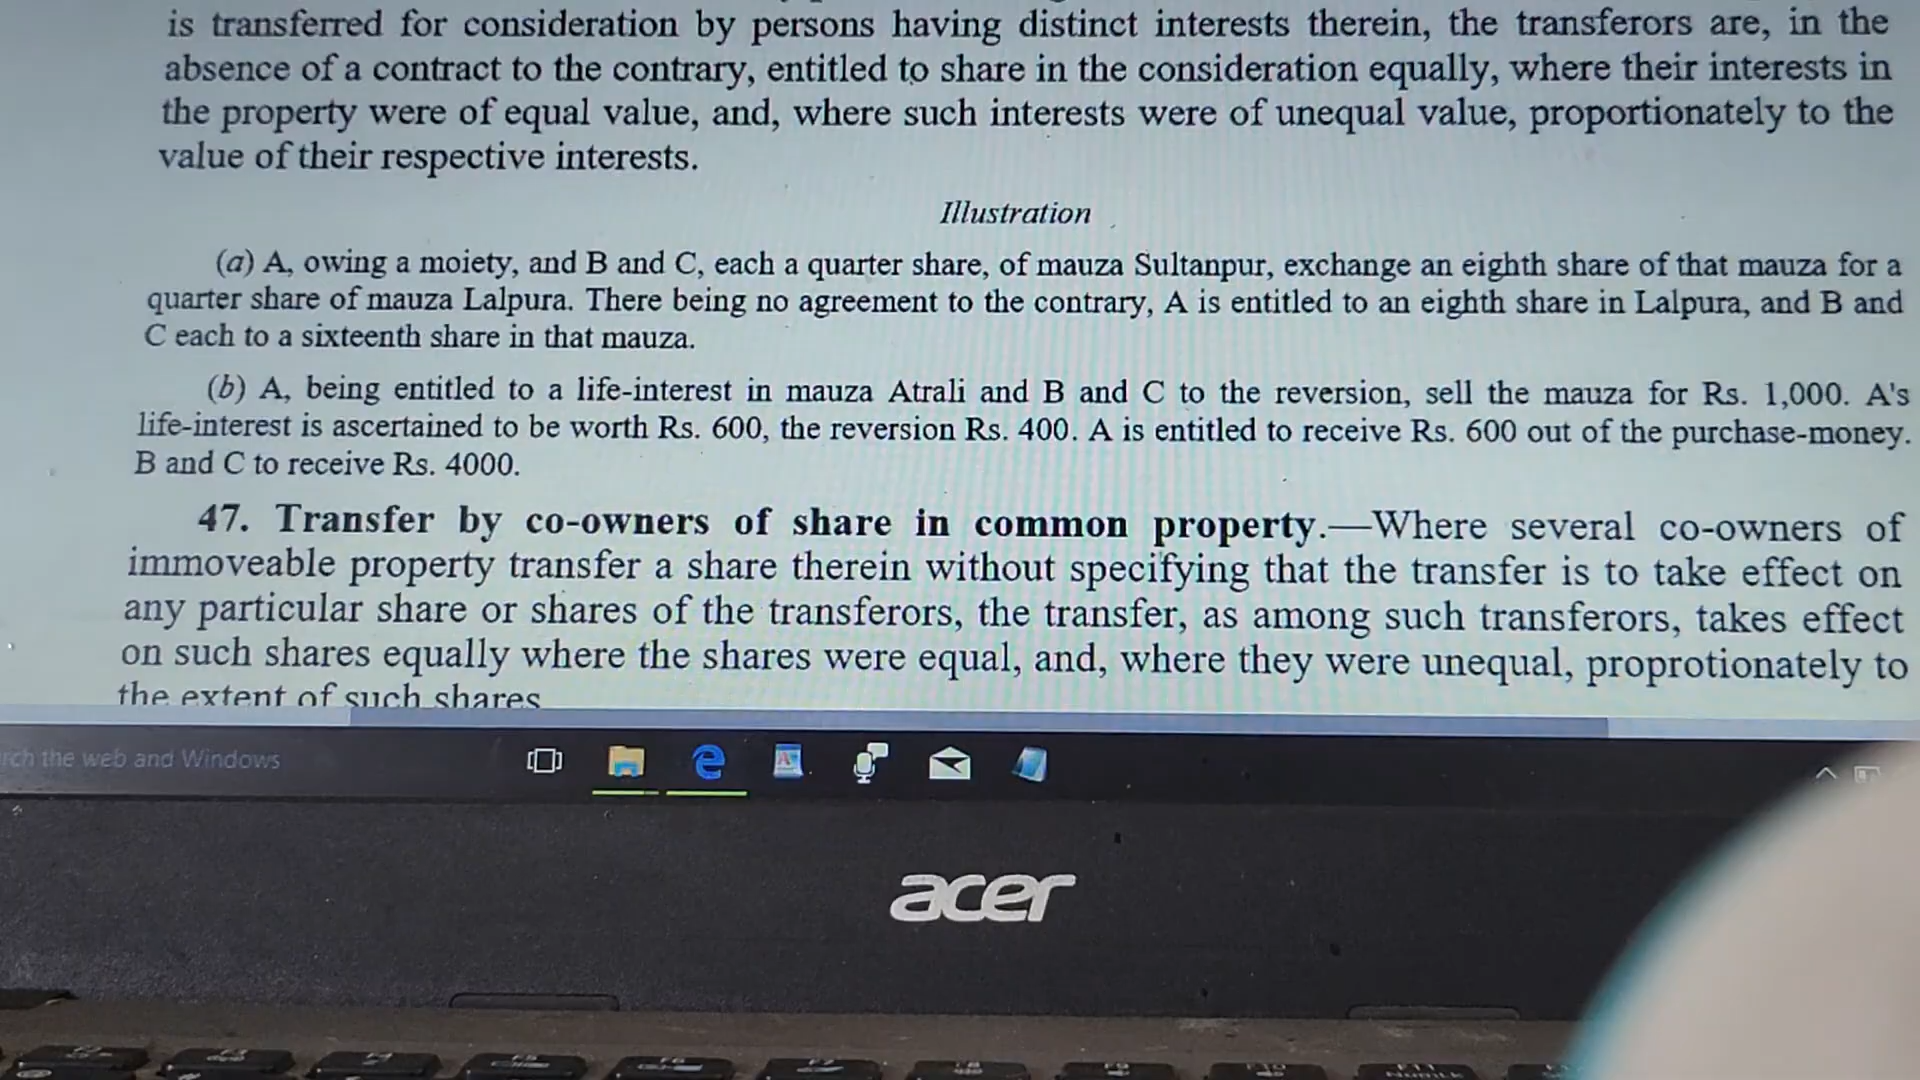 is transferred for consideration by persons having distinct interests therein, the transferors are, in the
absence of a contract to the contrary, entitled to share in the consideration equally, where their interests in
the property were of equal value, and, where such interests were of unequal value, proportionately to the
value of their respective interests.
Illustration
(a) A, owing a moiety, and B and C, each a quarter share, of mauza Sultanpur, exchange an eighth share of that mauza for a
quarter share of mauza Lalpura. There being no agreement to the contrary, A is entitled to an eighth share in Lalpura, and B and
C each to a sixteenth share in that mauza.
(b) A, being entitled to a life-interest in mauza Atrali and B and C to the reversion, sell the mauza for Rs. 1,000. A's
life-interest is ascertained to be worth Rs. 600, the reversion Rs. 400. A is entitled to receive Rs. 600 out of the purchase-money.
B and C to receive Rs. 4000.
47. Transfer by co-owners of share in common property.—Where several co-owners of
immoveable property transfer a share therein without specifying that the transfer is to take effect on
any particular share or shares of the transferors, the transfer, as among such transferors, takes effect
on such shares equally where the shares were equal, and, where they were unequal, proprotionately to
the extent of such shares
rch the web and Windows
acer